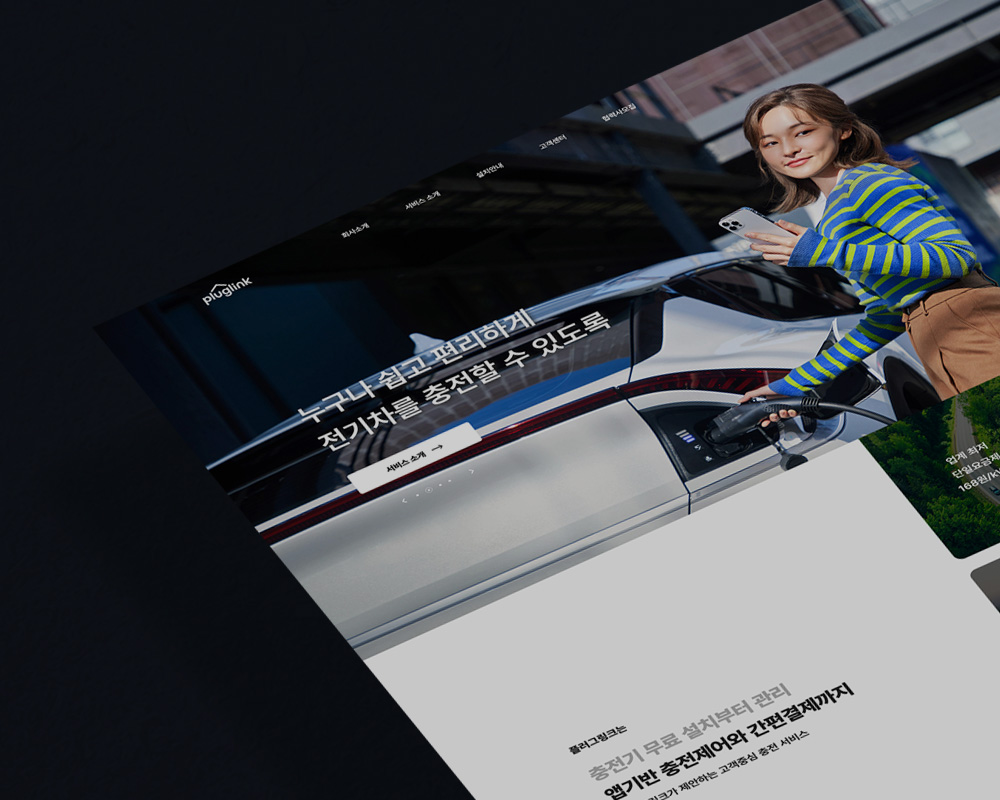 pluglink
회사소개
서비스 소개
설치안내
고객센터
협력사모집
누구나 쉽고 편리하게
전기차를 충전할 수 있도록
서비스 소개 →
업계 최저
단일요금제
168원/
플러그링크는
충전기 무료 설치부터 관리
앱기반 충전제어와 간편결제까지
제안하는 고객중심 충전 서비스